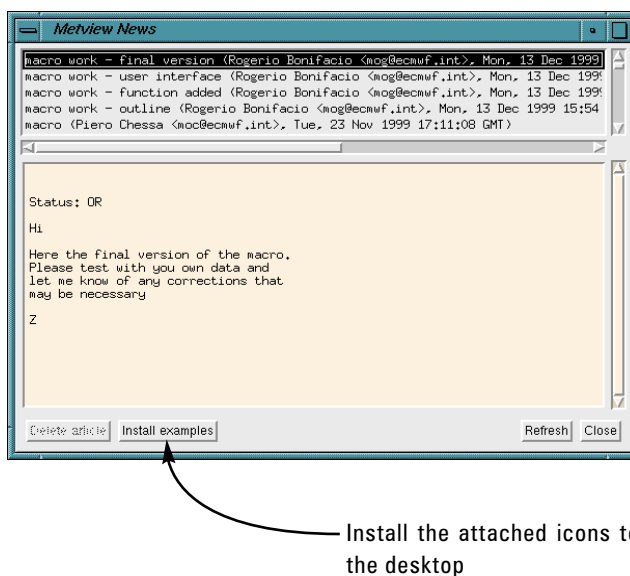 Metview News
macro work - final version (Rogerio Bonifacio <mog@ecmwf.int>, Mon, 13 Dec 1999
macro work - user interface (Rogerio Bonifacio <mog@ecmwf.int>, Mon, 13 Dec 199
macro work - function added (Rogerio Bonifacio <mog@ecmwf.int>, Mon, 13 Dec 199
macro work - outline (Rogerio Bonifacio <mog@ecmwf.int>, Mon, 13 Dec 1999 15:54
macro (Piero Chessa <moc@ecmwf.int>, Tue, 23 Nov 1999 17:11:08 GMT)
Status: OR
Hi
Here the final version of the macro.
Please test with you own data and
let me know of any corrections that
may be necessary
Z
Delete article Install examples Refresh Close
Install the attached icons t
the desktop